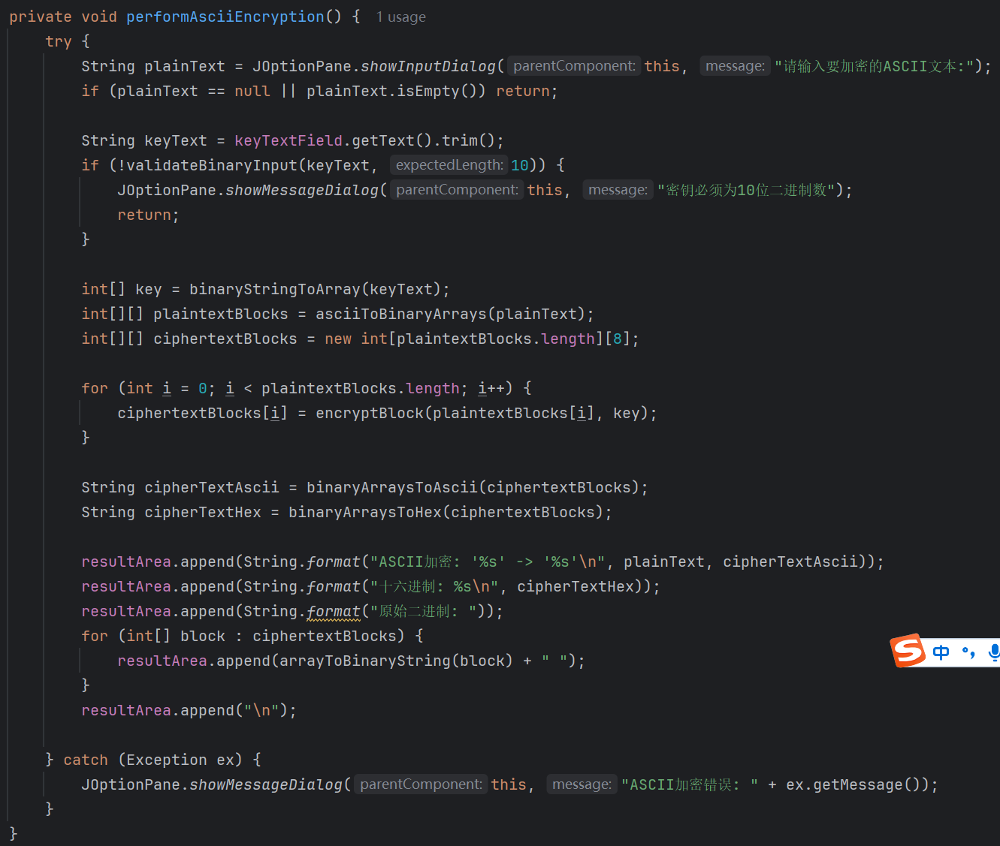 private void performAsciiEncryption() { 1 usage
try {
String plainText = JOptionPane.showInputDialog( parentComponent: this, message: "请输入要加密的ASCII文本:");
if (plainText == null || plainText.isEmpty()) return;
String keyText = keyTextField.getText().trim();
if (!validateBinaryInput(keyText, expectedLength: 10)) {
JOptionPane.showMessageDialog( parentComponent: this, message: "密钥必须为10位二进制数");
return;
}
int[] key = binaryStringToArray(keyText);
int[][] plaintextBlocks = asciiToBinaryArrays(plainText);
int[][] ciphertextBlocks = new int[plaintextBlocks.length][8];
for (int i = 0; i < plaintextBlocks.length; i++) {
ciphertextBlocks[i] = encryptBlock(plaintextBlocks[i], key);
}
String cipherTextAscii = binaryArraysToAscii(ciphertextBlocks);
String cipherTextHex = binaryArraysToHex(ciphertextBlocks);
resultArea.append(String.format("ASCII加密: '%s' -> '%s'\n", plainText, cipherTextAscii));
resultArea.append(String.format("十六进制: %s\n", cipherTextHex));
resultArea.append(String.format("原始二进制: "));
for (int[] block : ciphertextBlocks) {
resultArea.append(arrayToBinaryString(block) + " ");
}
resultArea.append("\n");
} catch (Exception ex) {
JOptionPane.showMessageDialog( parentComponent: this, message: "ASCII加密错误: " + ex.getMessage());
}
}
S 中 °,